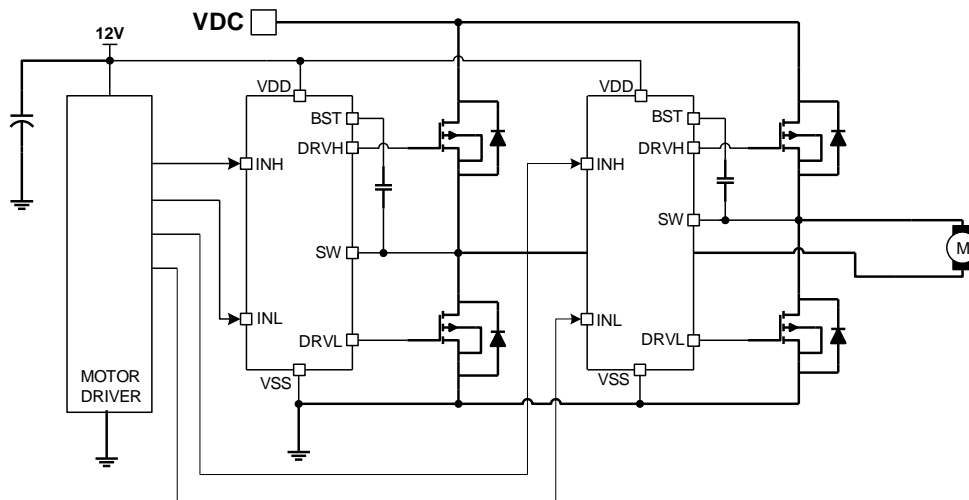 VDC
12V
VDD
VDD
BST
BST
DRVH
DRVH
INH
INH
SW
SW
M
INL
INL
DRVL
DRVL
MOTOR
DRIVER
VSS
VSS